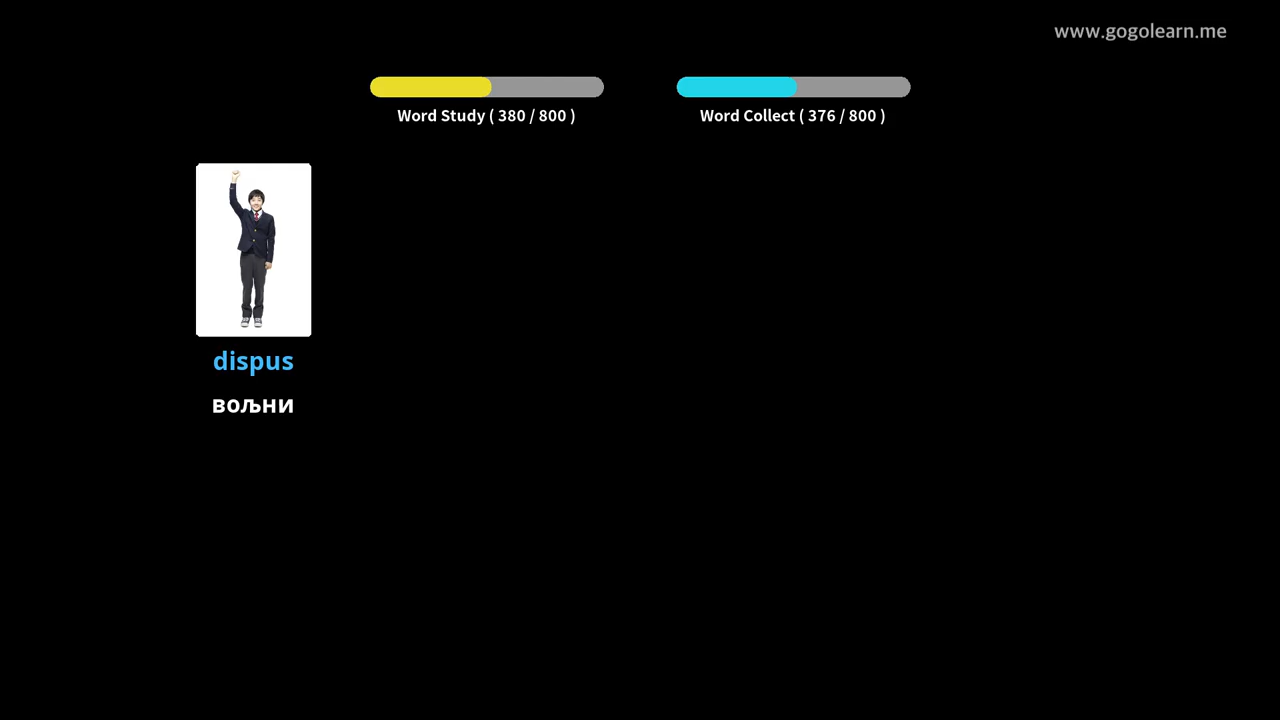 www.gogolearn.me
Word Study ( 380 / 800 )
Word Collect ( 376 / 800 )
dispus
вољни